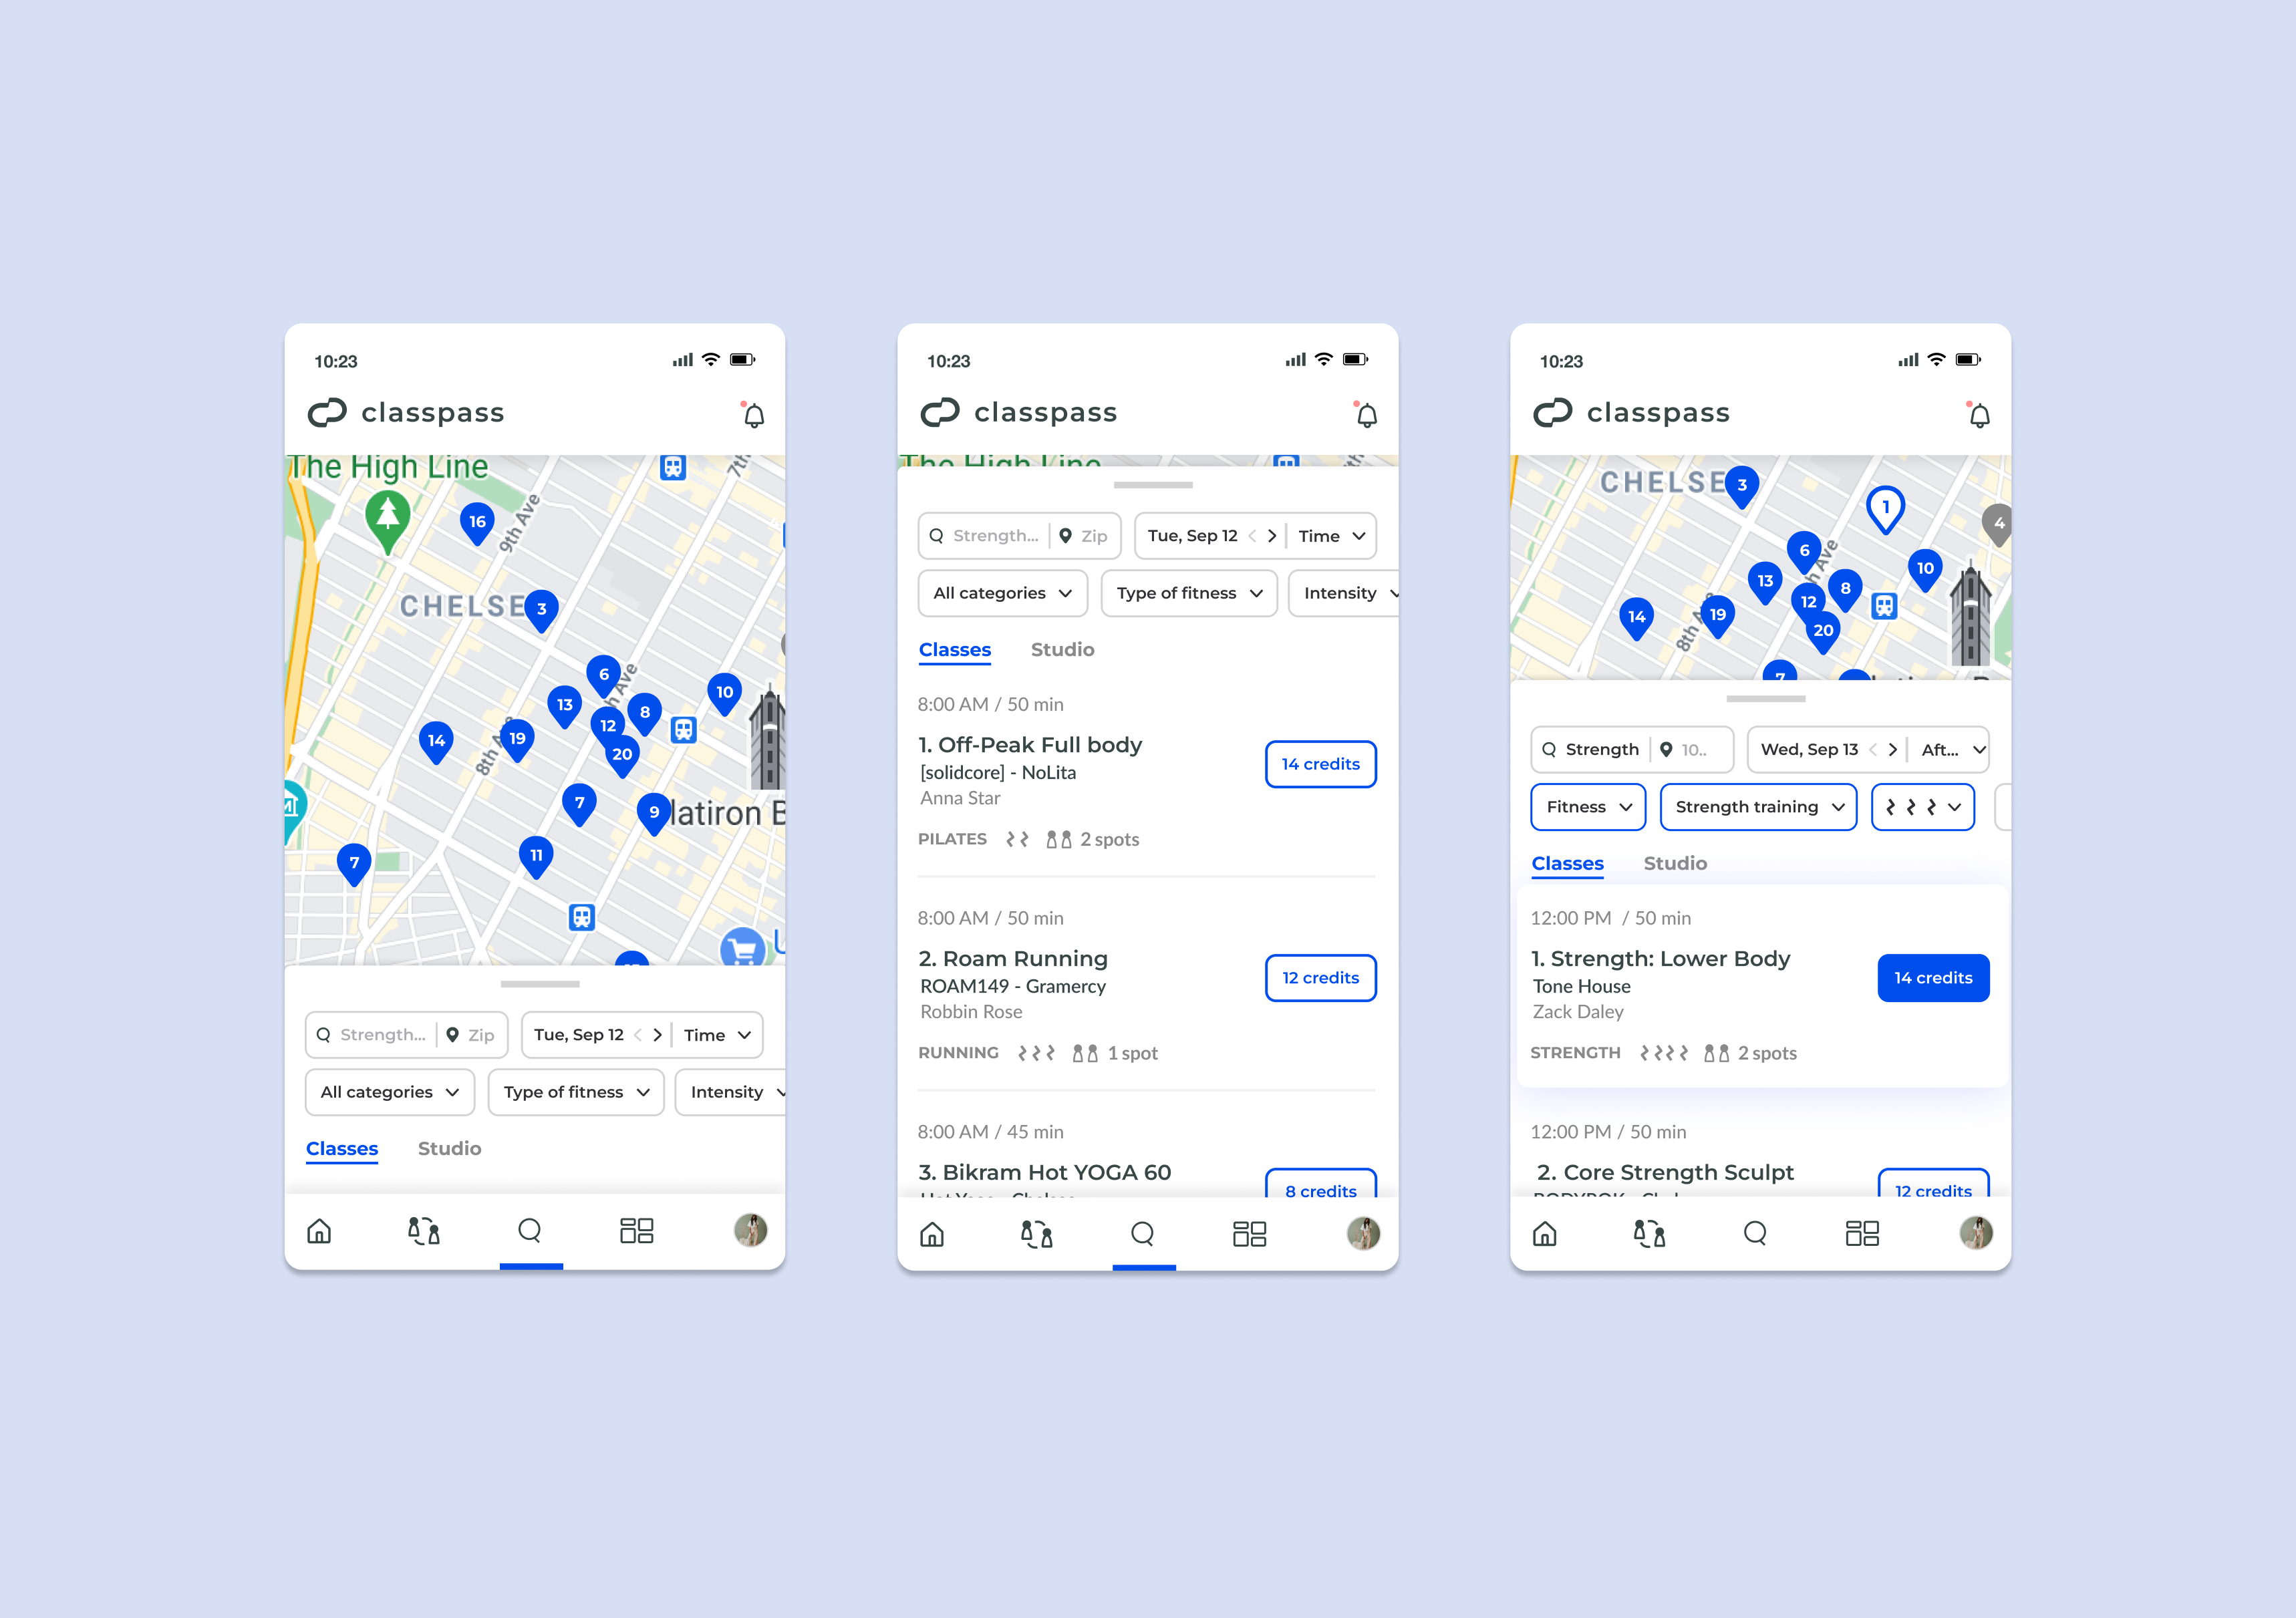 10:23
classpass
The High Line
7th
16
9th Ave
CHELSE
3
6
h Ave
10
13
8
12
14
8th A
19
20
7
9
latiron B
11
7
U
Strength...
Zip
Tue, Sep 12
Time
All categories
Type of fitness
Intensity
Classes
Studio
10:23
classpass
The High Line
Strength...
Zip
Tue, Sep 12
Time
All categories
Type of fitness
Intensity
Classes
Studio
8:00 AM / 50 min
1. Off-Peak Full body
14 credits
[solidcore] - NoLita
Anna Star
PILATES
2 spots
8:00 AM / 50 min
2. Roam Running
12 credits
ROAM149 - Gramercy
Robbin Rose
RUNNING
1 spot
8:00 AM / 45 min
3. Bikram Hot YOGA 60
8 credits
10:23
classpass
CHELSE
3
1
4
6
h Ave
10
13
8
12
14
8th A
19
20
7
Strength
10..
Wed, Sep 13
Aft...
Fitness
Strength training
Classes
Studio
12:00 PM / 50 min
1. Strength: Lower Body
14 credits
Tone House
Zack Daley
STRENGTH
2 spots
12:00 PM / 50 min
2. Core Strength Sculpt
12 credits